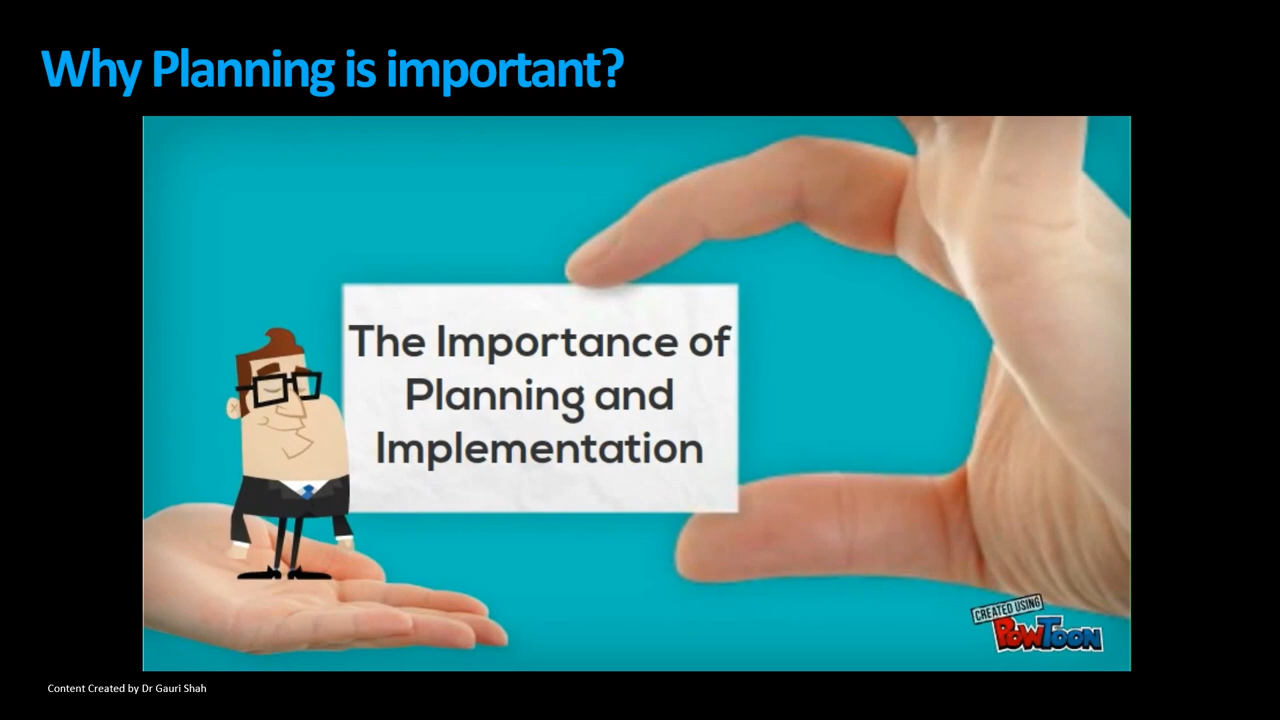 Why Planning is important?
The Importance of
Planning and
Implementation
CREATED USING
POWTOON
Content Created by Dr Gauri Shah